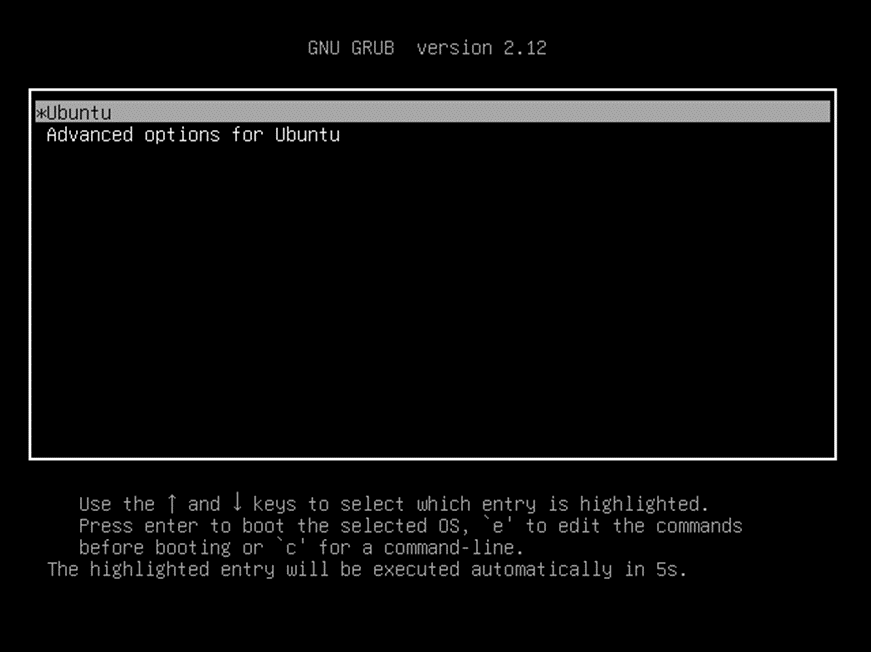 GNU GRUB  version 2.12
*Ubuntu
Advanced options for Ubuntu
Use the ↑ and ↓ keys to select which entry is highlighted.
Press enter to boot the selected OS, `e' to edit the commands
before booting or `c' for a command-line.
The highlighted entry will be executed automatically in 5s.